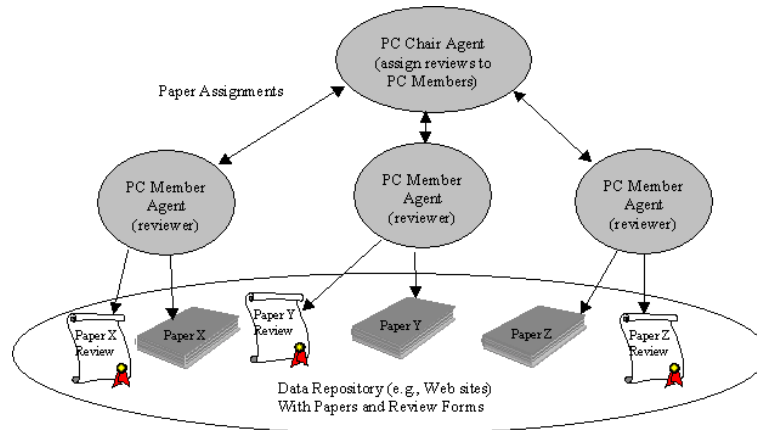 PC Chair Agent
(assign reviews to
PC Members)
Paper Assignments
PC Member
Agent
(reviewer)
PC Member
Agent
(reviewer)
PC Member
Agent
(reviewer)
Paper X
Review
Paper X
Paper Y
Review
Paper Y
Paper Z
Paper Z
Review
Data Repository (e.g., Web sites)
With Papers and Review Forms